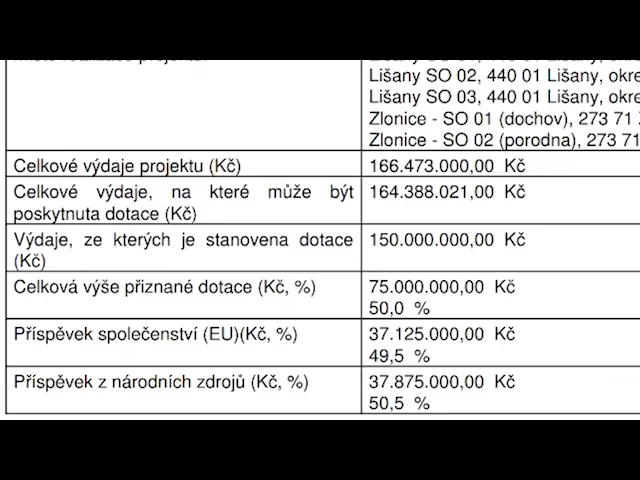 Lišany SO 02, 440 01 Lišany, okre
Lišany SO 03, 440 01 Lišany, okre
Zlonice - SO 01 (dochov), 273 71
Zlonice - SO 02 (porodna), 273 71
Celkové výdaje projektu (Kč) 166.473.000,00 Kč
Celkové výdaje, na které může být 164.388.021,00 Kč
poskytnuta dotace (Kč)
Výdaje, ze kterých je stanovena dotace 150.000.000,00 Kč
(Kč)
Celková výše přiznané dotace (Kč, %) 75.000.000,00 Kč
50,0 %
Příspěvek společenství (EU)(Kč, %) 37.125.000,00 Kč
49,5 %
Příspěvek z národních zdrojů (Kč, %) 37.875.000,00 Kč
50,5 %